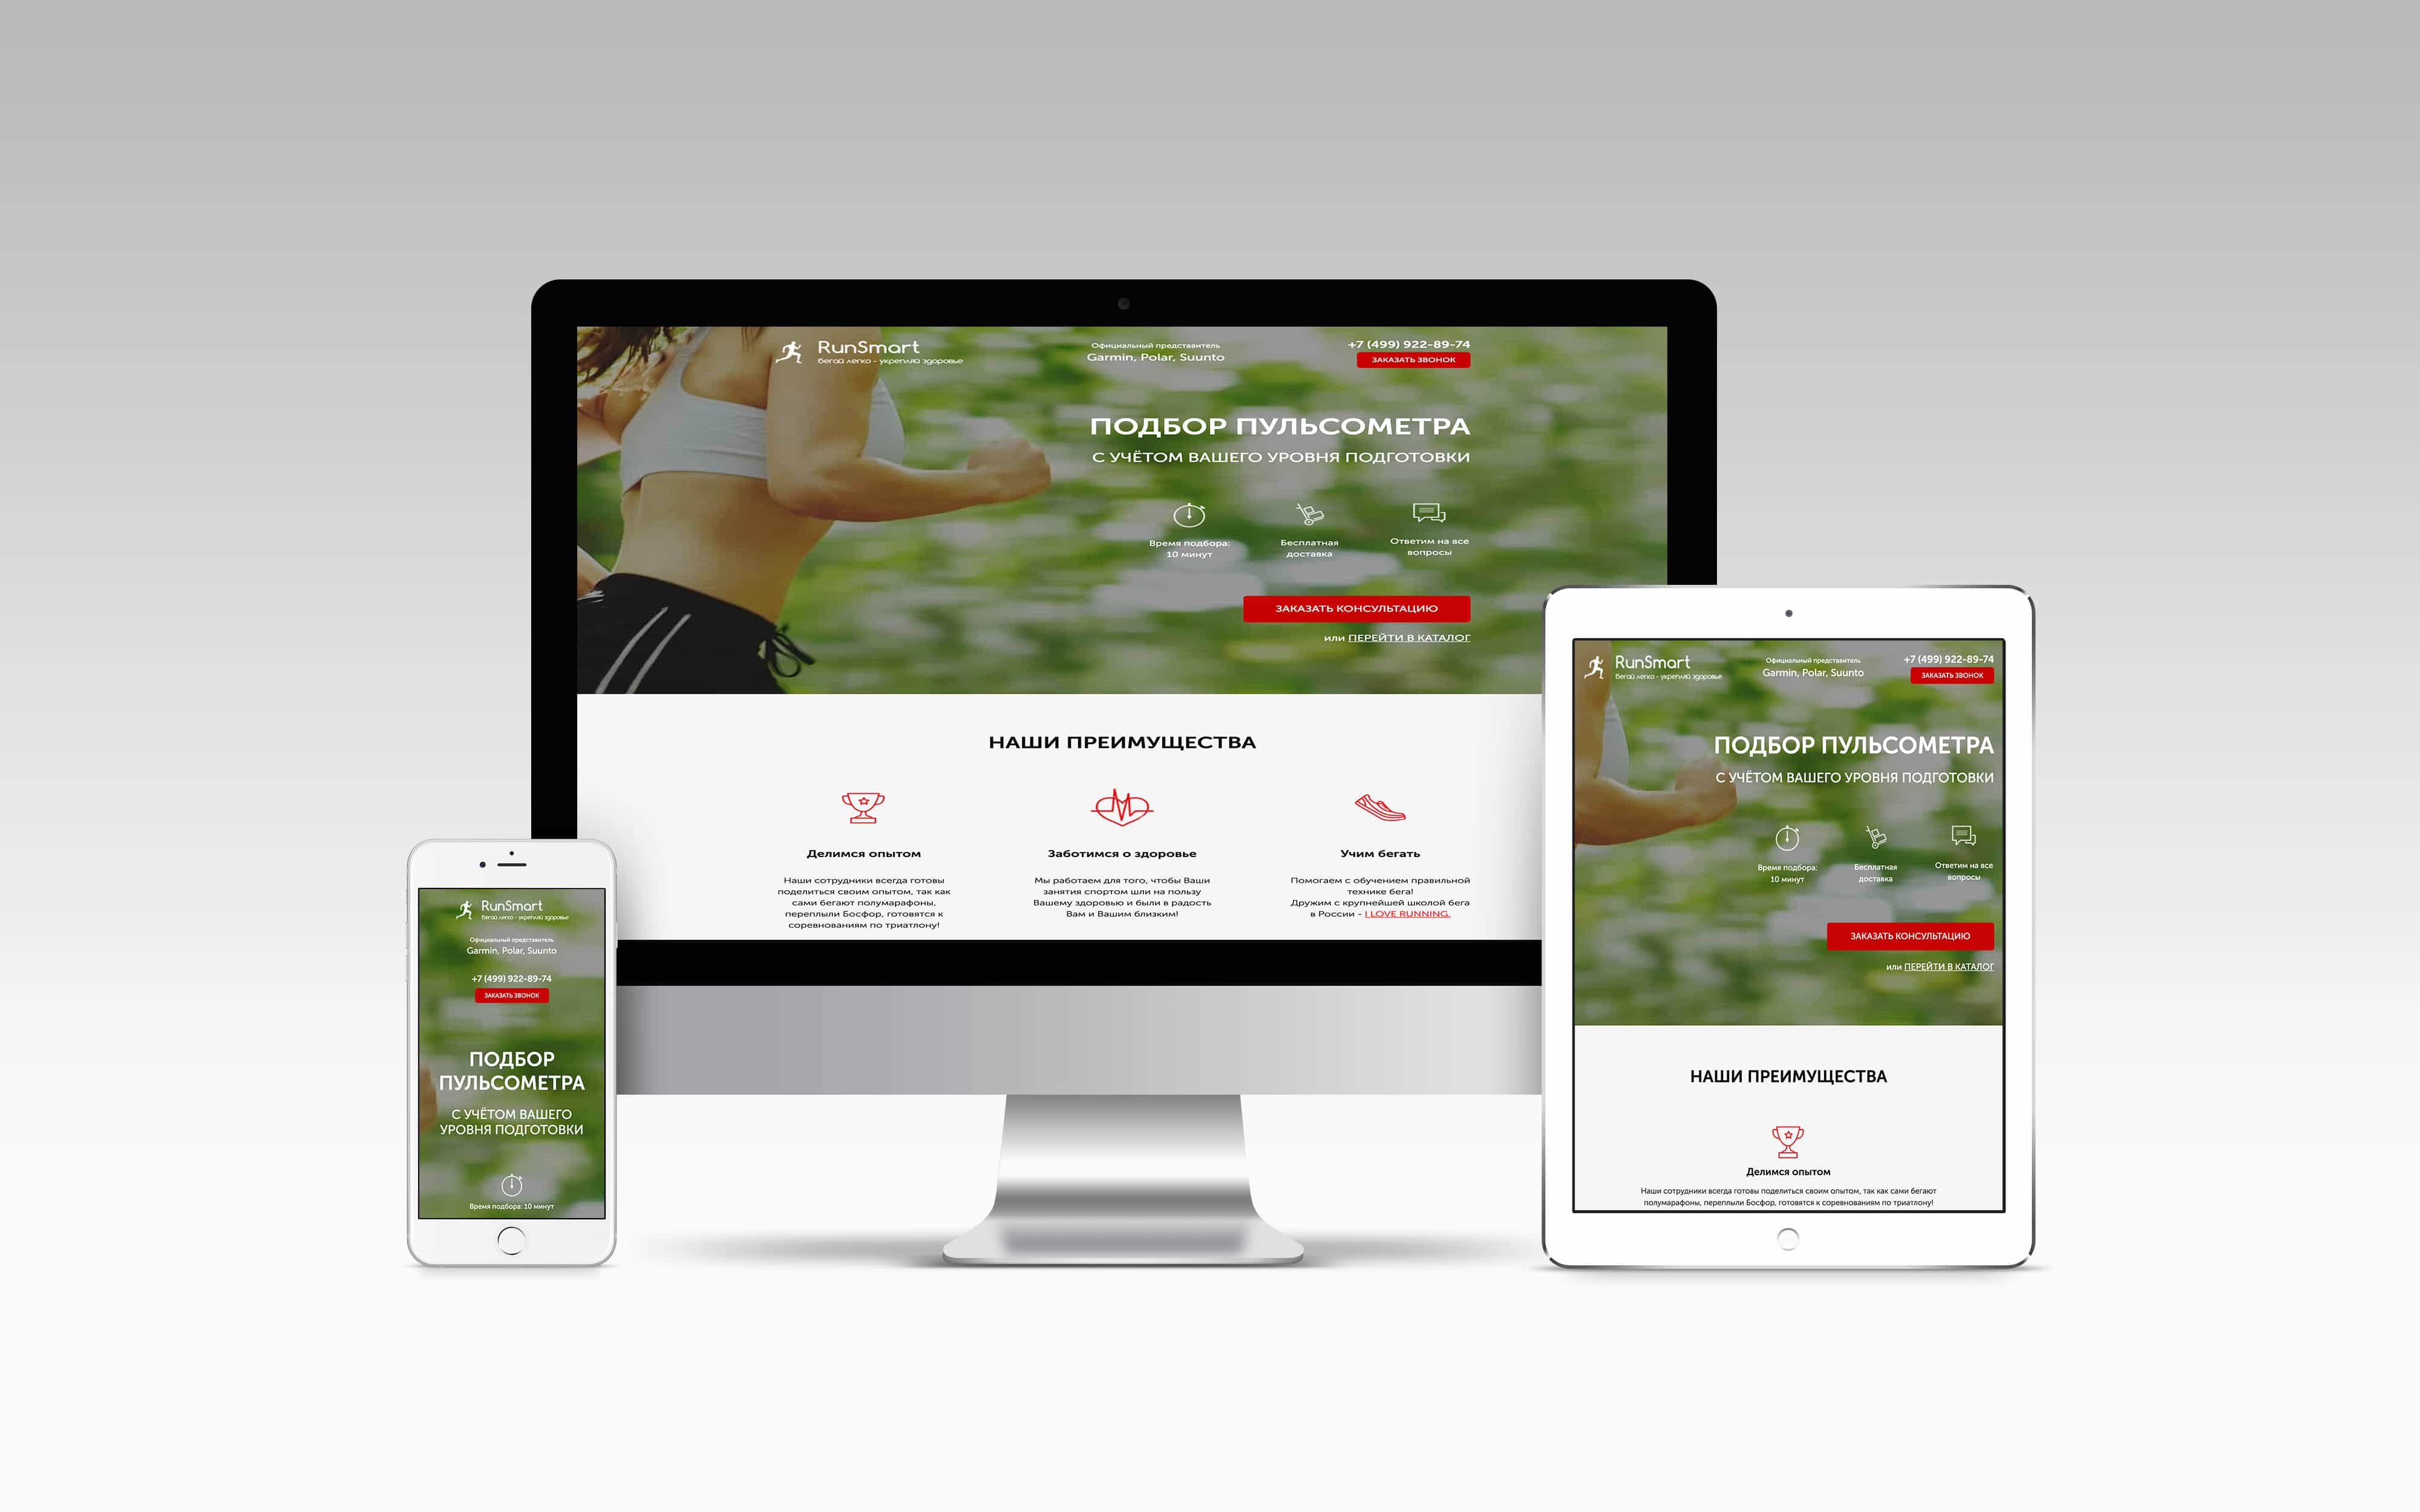 RunSmart
бегай легко - укрепляй здоровье
Официальный представитель
Garmin, Polar, Suunto
+7 (499) 922-89-74
ЗАКАЗАТЬ ЗВОНОК
ПОДБОР ПУЛЬСОМЕТРА
С УЧЁТОМ ВАШЕГО УРОВНЯ ПОДГОТОВКИ
Время подбора:
10 минут
Бесплатная
доставка
Ответим на все
вопросы
ЗАКАЗАТЬ КОНСУЛЬТАЦИЮ
или ПЕРЕЙТИ В КАТАЛОГ
НАШИ ПРЕИМУЩЕСТВА
Делимся опытом
Наши сотрудники всегда готовы
поделиться своим опытом, так как
сами бегают полумарафоны,
переплыли Босфор, готовятся к
соревнованиям по триатлону!
Заботимся о здоровье
Мы работаем для того, чтобы Ваши
занятия спортом шли на пользу
Вашему здоровью и были в радость
Вам и Вашим близким!
Учим бегать
Помогаем с обучением правильной
технике бега!
Дружим с крупнейшей школой бега
в России - I LOVE RUNNING.
RunSmart
бегай легко - укрепляй здоровье
Официальный представитель
Garmin, Polar, Suunto
+7 (499) 922-89-74
ЗАКАЗАТЬ ЗВОНОК
ПОДБОР
ПУЛЬСОМЕТРА
С УЧЁТОМ ВАШЕГО
УРОВНЯ ПОДГОТОВКИ
Время подбора: 10 минут
RunSmart
бегай легко - укрепляй здоровье
Официальный представитель
Garmin, Polar, Suunto
+7 (499) 922-89-74
ЗАКАЗАТЬ ЗВОНОК
ПОДБОР ПУЛЬСОМЕТРА
С УЧЁТОМ ВАШЕГО УРОВНЯ ПОДГОТОВКИ
Время подбора:
10 минут
Бесплатная
доставка
Ответим на все
вопросы
ЗАКАЗАТЬ КОНСУЛЬТАЦИЮ
или ПЕРЕЙТИ В КАТАЛОГ
НАШИ ПРЕИМУЩЕСТВА
Делимся опытом
Наши сотрудники всегда готовы поделиться своим опытом, так как сами бегают
полумарафоны, переплыли Босфор, готовятся к соревнованиям по триатлону!